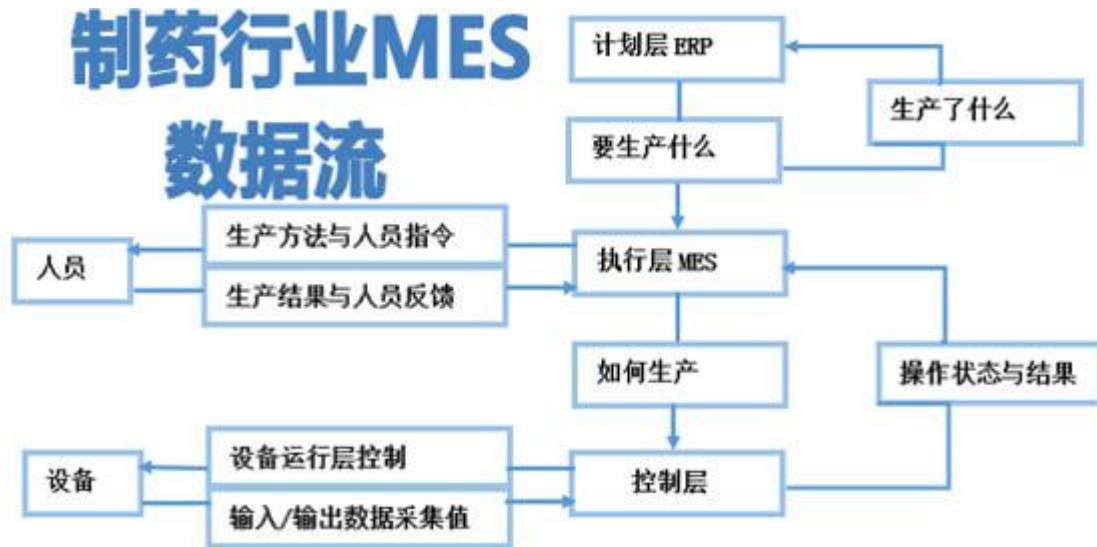 制药行业MES
数据流
计划层 ERP
生产了什么
要生产什么
生产方法与人员指令
人员
执行层 MES
生产结果与人员反馈
如何生产
操作状态与结果
设备运行层控制
设备
控制层
输入/输出数据采集值